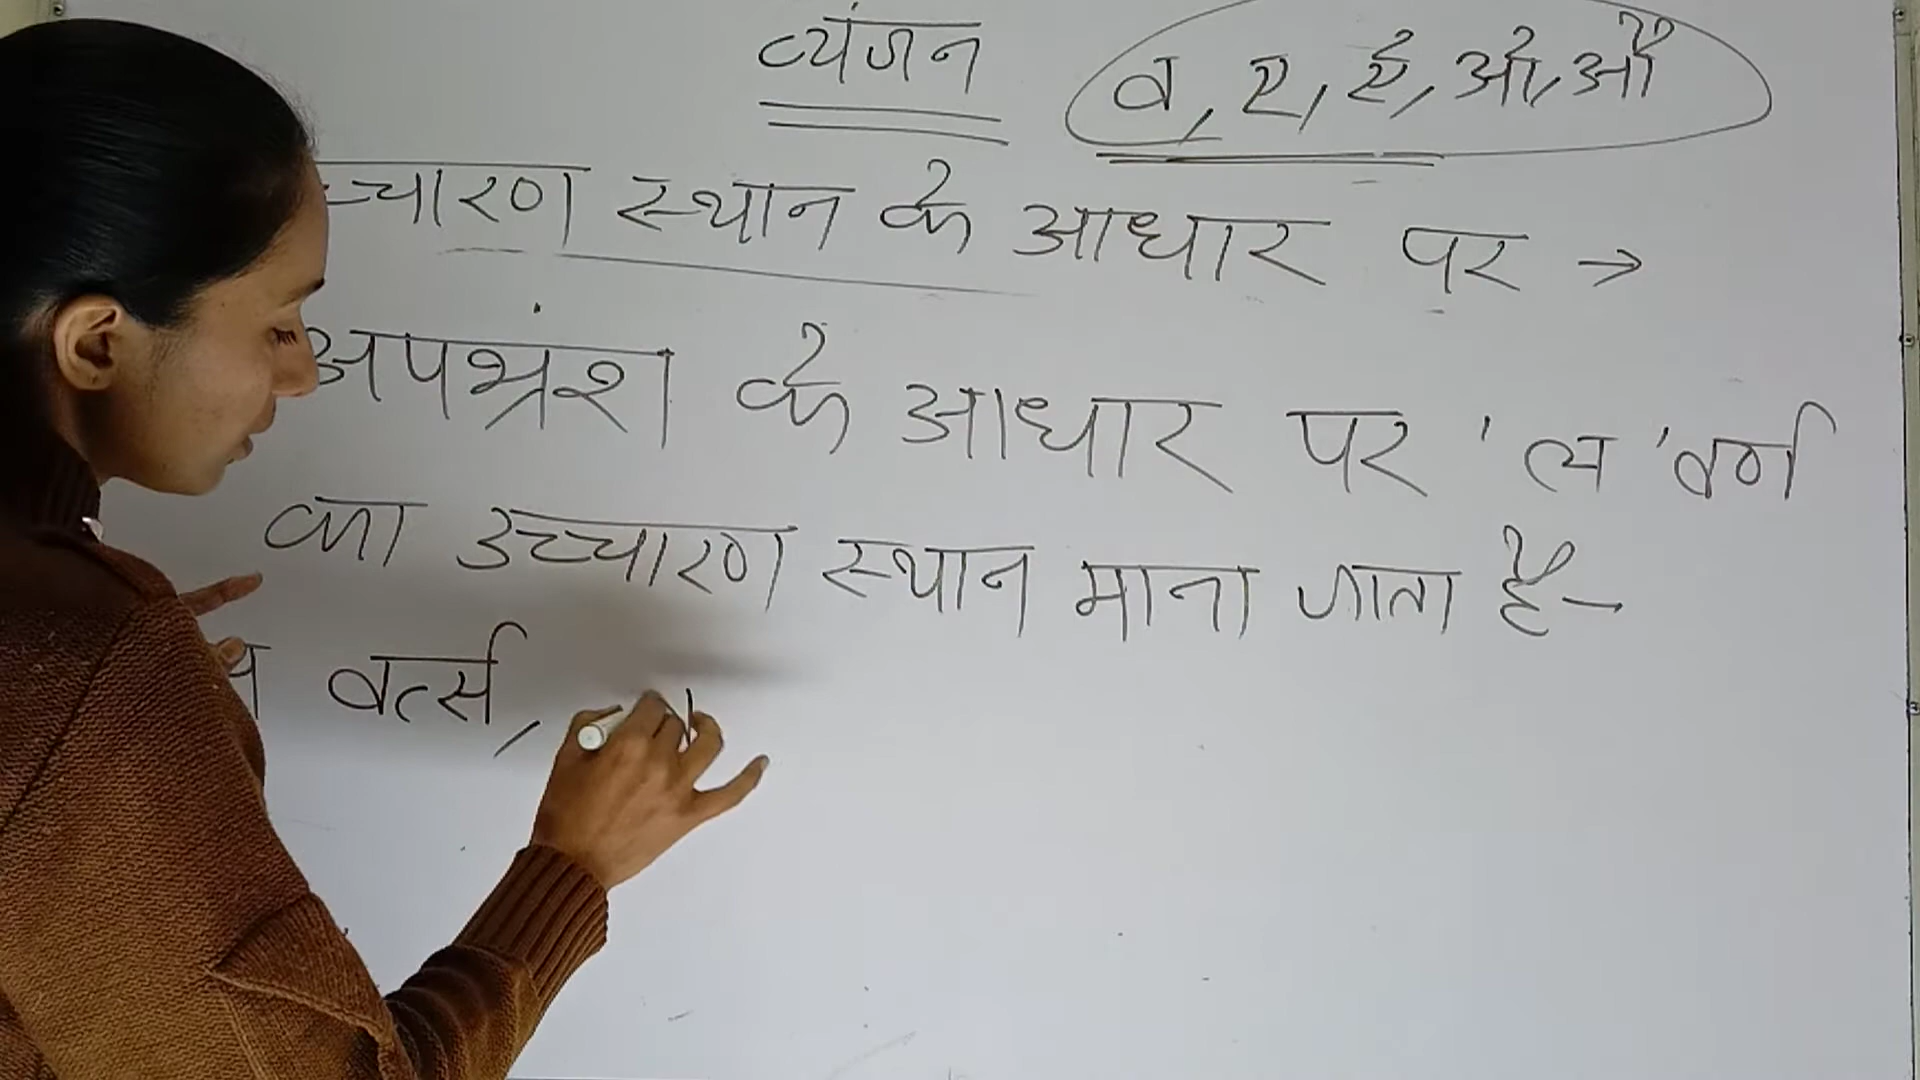 व्यंजन व, ए, ऐ, ओ, औ
च्चारण स्थान के आधार पर →
अपभ्रंश के आधार पर 'त्य' वर्ग
का उच्चारण स्थान माना जाता है-
वर्त्स,